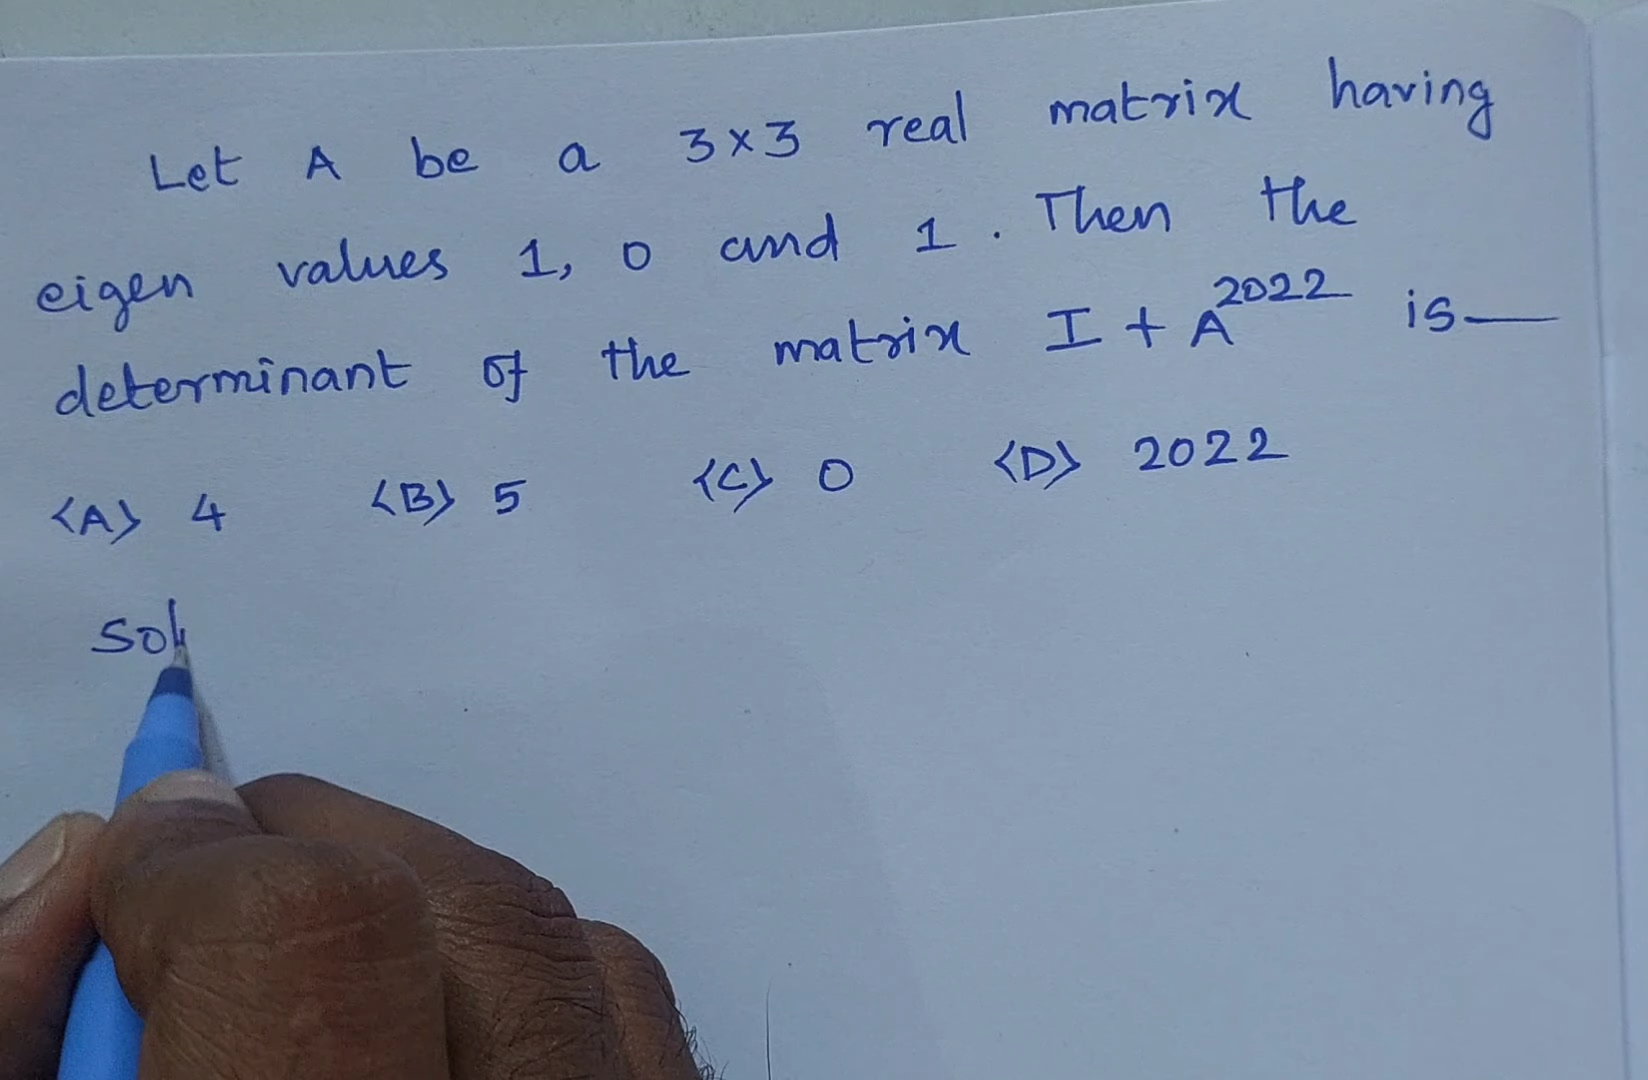 Let A be a 3×3 real matrix having
eigen values 1, 0 and 1. Then the
determinant of the matrix I + A^2022 is __
<A> 4 <B> 5 <C> 0 <D> 2022
Sol